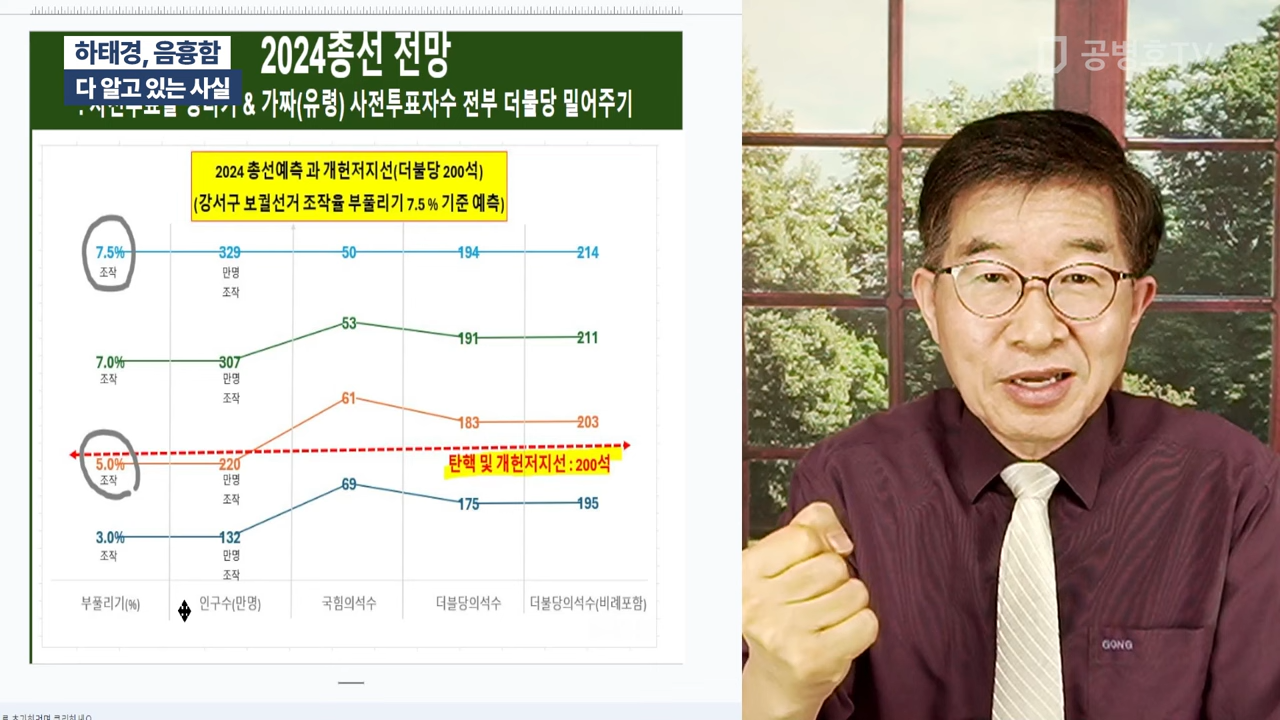 하태경, 음흉함
다 알고 있는 사실
2024총선 전망
& 가짜(유령) 사전투표자수 전부 더불당 밀어주기
공병호TV
2024 총선예측 과 개헌저지선(더불당 200석)
(강서구 보궐선거 조작율 부풀리기 7.5 % 기준 예측)
7.5% 329 50 194 214
조작 만명
조작
53
7.0% 307 191 211
조작 만명
조작
61
183 203
5.0% 220
탄핵 및 개헌저지선 : 200석
조작 만명
조작
69
175 195
3.0% 132
조작 만명
조작
부풀리기(%) 인구수(만명) 국힘의석수 더블당의석수 더불당의석수(비례포함)
GONG